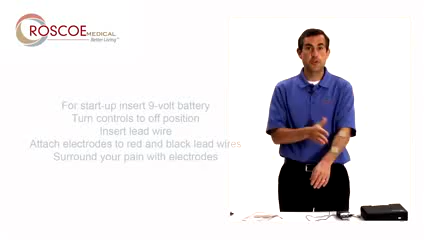 ROSCOE MEDICAL
Better Living™
For start-up insert 9-volt battery
Turn controls to off position
Insert lead wire
Attach electrodes to red and black lead wires
Surround your pain with electrodes